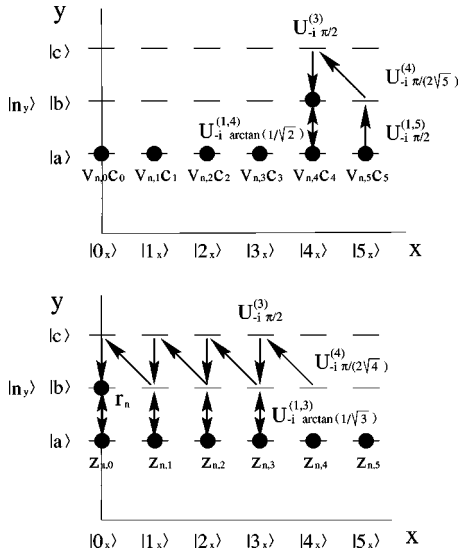 y
U^{(3)}_{-i π/2}
|c⟩
U^{(4)}_{-i π/(2√5)}
|n_y⟩ |b⟩
U^{(1,4)}_{-i arctan(1/√2)}
U^{(1,5)}_{-i π/2}
|a⟩
v_{n,0}c_0 v_{n,1}c_1 v_{n,2}c_2 v_{n,3}c_3 v_{n,4}c_4 v_{n,5}c_5
|0_x⟩ |1_x⟩ |2_x⟩ |3_x⟩ |4_x⟩ |5_x⟩
x
y
U^{(3)}_{-i π/2}
|c⟩
U^{(4)}_{-i π/(2√4)}
|n_y⟩ |b⟩
r_n
U^{(1,3)}_{-i arctan(1/√3)}
|a⟩
z_{n,0} z_{n,1} z_{n,2} z_{n,3} z_{n,4} z_{n,5}
|0_x⟩ |1_x⟩ |2_x⟩ |3_x⟩ |4_x⟩ |5_x⟩
x